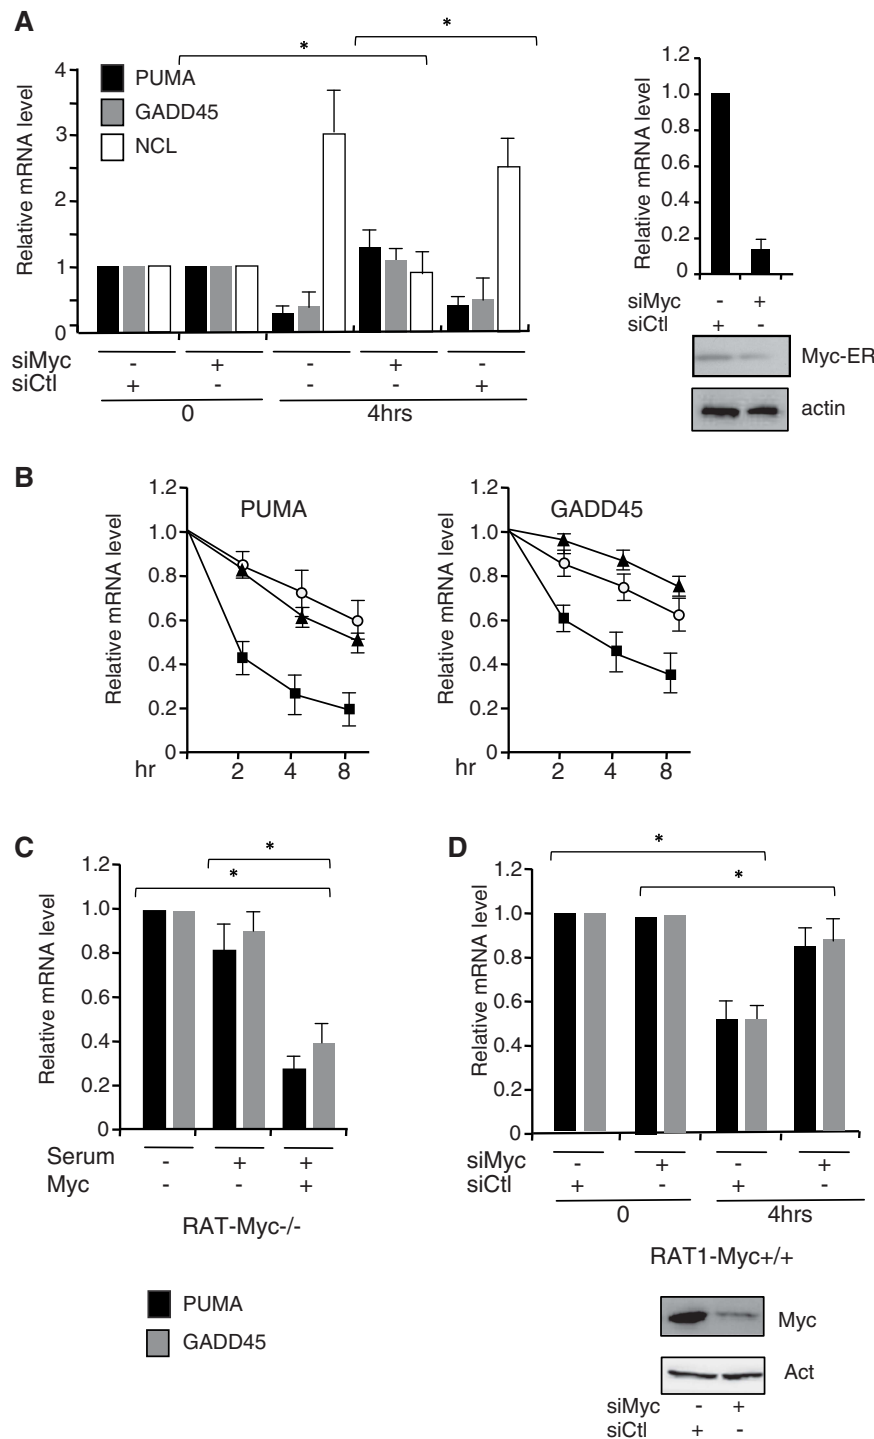 A
*
*
PUMA
GADD45
NCL
Relative mRNA level
4
3
2
1
0
siMyc - + - + -
siCtl + - - - +
0 4hrs
Relative mRNA level
1.2
1.0
0.8
0.6
0.4
0.2
0
siMyc - +
siCtl + -
Myc-ER
actin
B
PUMA
Relative mRNA level
1.2
1.0
0.8
0.6
0.4
0.2
0
hr 2 4 8
GADD45
Relative mRNA level
1.2
1.0
0.8
0.6
0.4
0.2
0
hr 2 4 8
C
*
*
Relative mRNA level
1.2
1.0
0.8
0.6
0.4
0.2
0
Serum - + +
Myc - - +
RAT-Myc-/-
PUMA
GADD45
D
*
*
Relative mRNA level
1.2
1.0
0.8
0.6
0.4
0.2
0
siMyc - + - +
siCtl + - + -
0 4hrs
RAT1-Myc+/+
Myc
Act
siMyc - +
siCtl + -